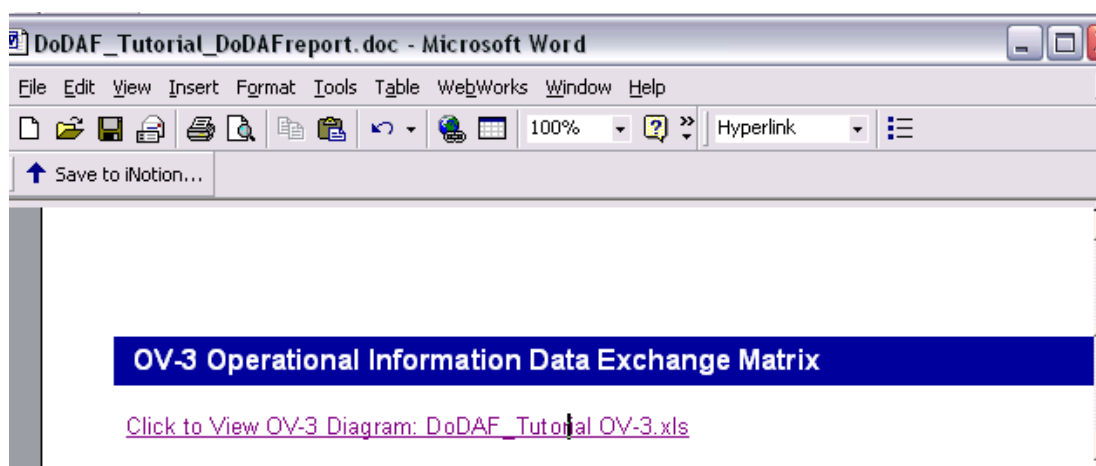 DoDAF_Tutorial_DoDAFreport.doc - Microsoft Word
File Edit View Insert Format Tools Table WebWorks Window Help
100% Hyperlink
Save to iNotion...
OV-3 Operational Information Data Exchange Matrix
Click to View OV-3 Diagram: DoDAF_Tutorial OV-3.xls